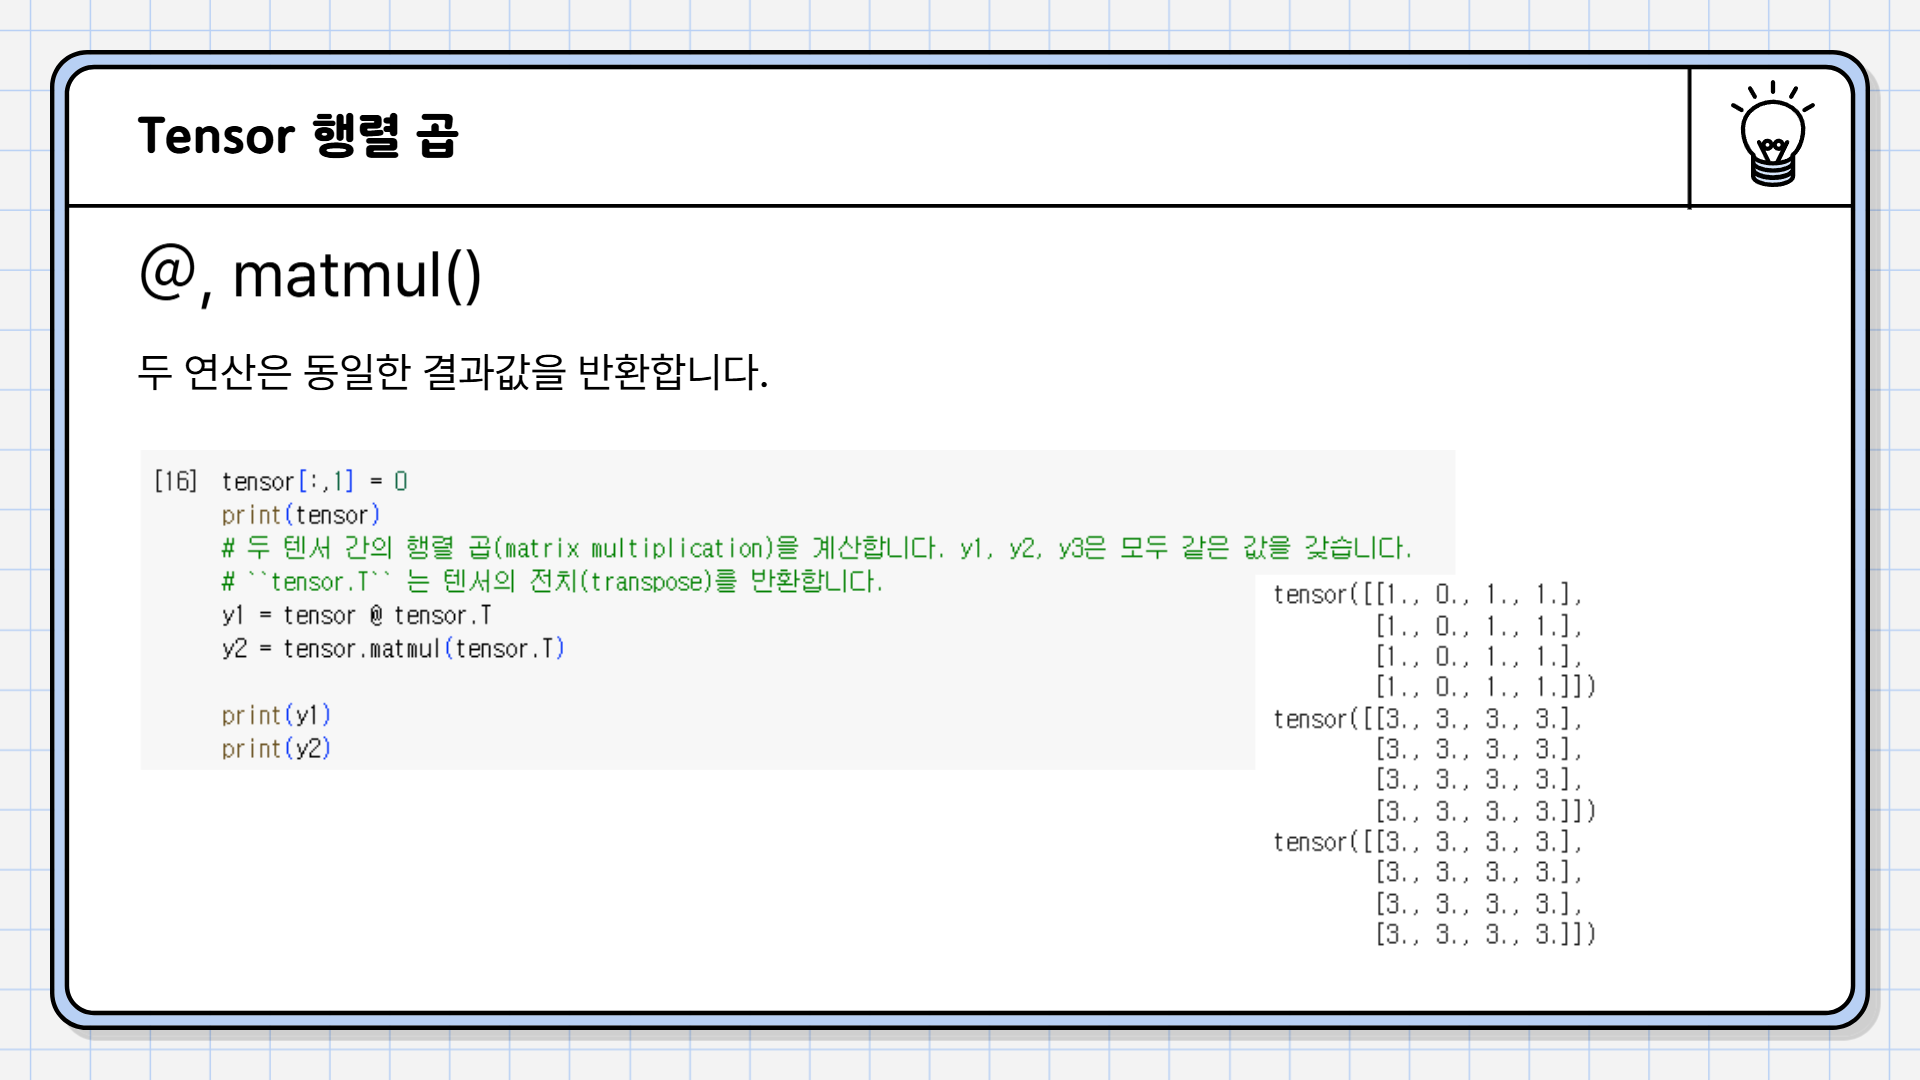 Tensor 행렬 곱
@, matmul()
두 연산은 동일한 결과값을 반환합니다.
[16] tensor[:,1] = 0
print(tensor)
# 두 텐서 간의 행렬 곱(matrix multiplication)을 계산합니다. y1, y2, y3은 모두 같은 값을 갖습니다.
# ``tensor.T`` 는 텐서의 전치(transpose)를 반환합니다.
y1 = tensor @ tensor.T
y2 = tensor.matmul(tensor.T)
print(y1)
print(y2)
tensor([[1., 0., 1., 1.],
[1., 0., 1., 1.],
[1., 0., 1., 1.],
[1., 0., 1., 1.]])
tensor([[3., 3., 3., 3.],
[3., 3., 3., 3.],
[3., 3., 3., 3.],
[3., 3., 3., 3.]])
tensor([[3., 3., 3., 3.],
[3., 3., 3., 3.],
[3., 3., 3., 3.],
[3., 3., 3., 3.]])